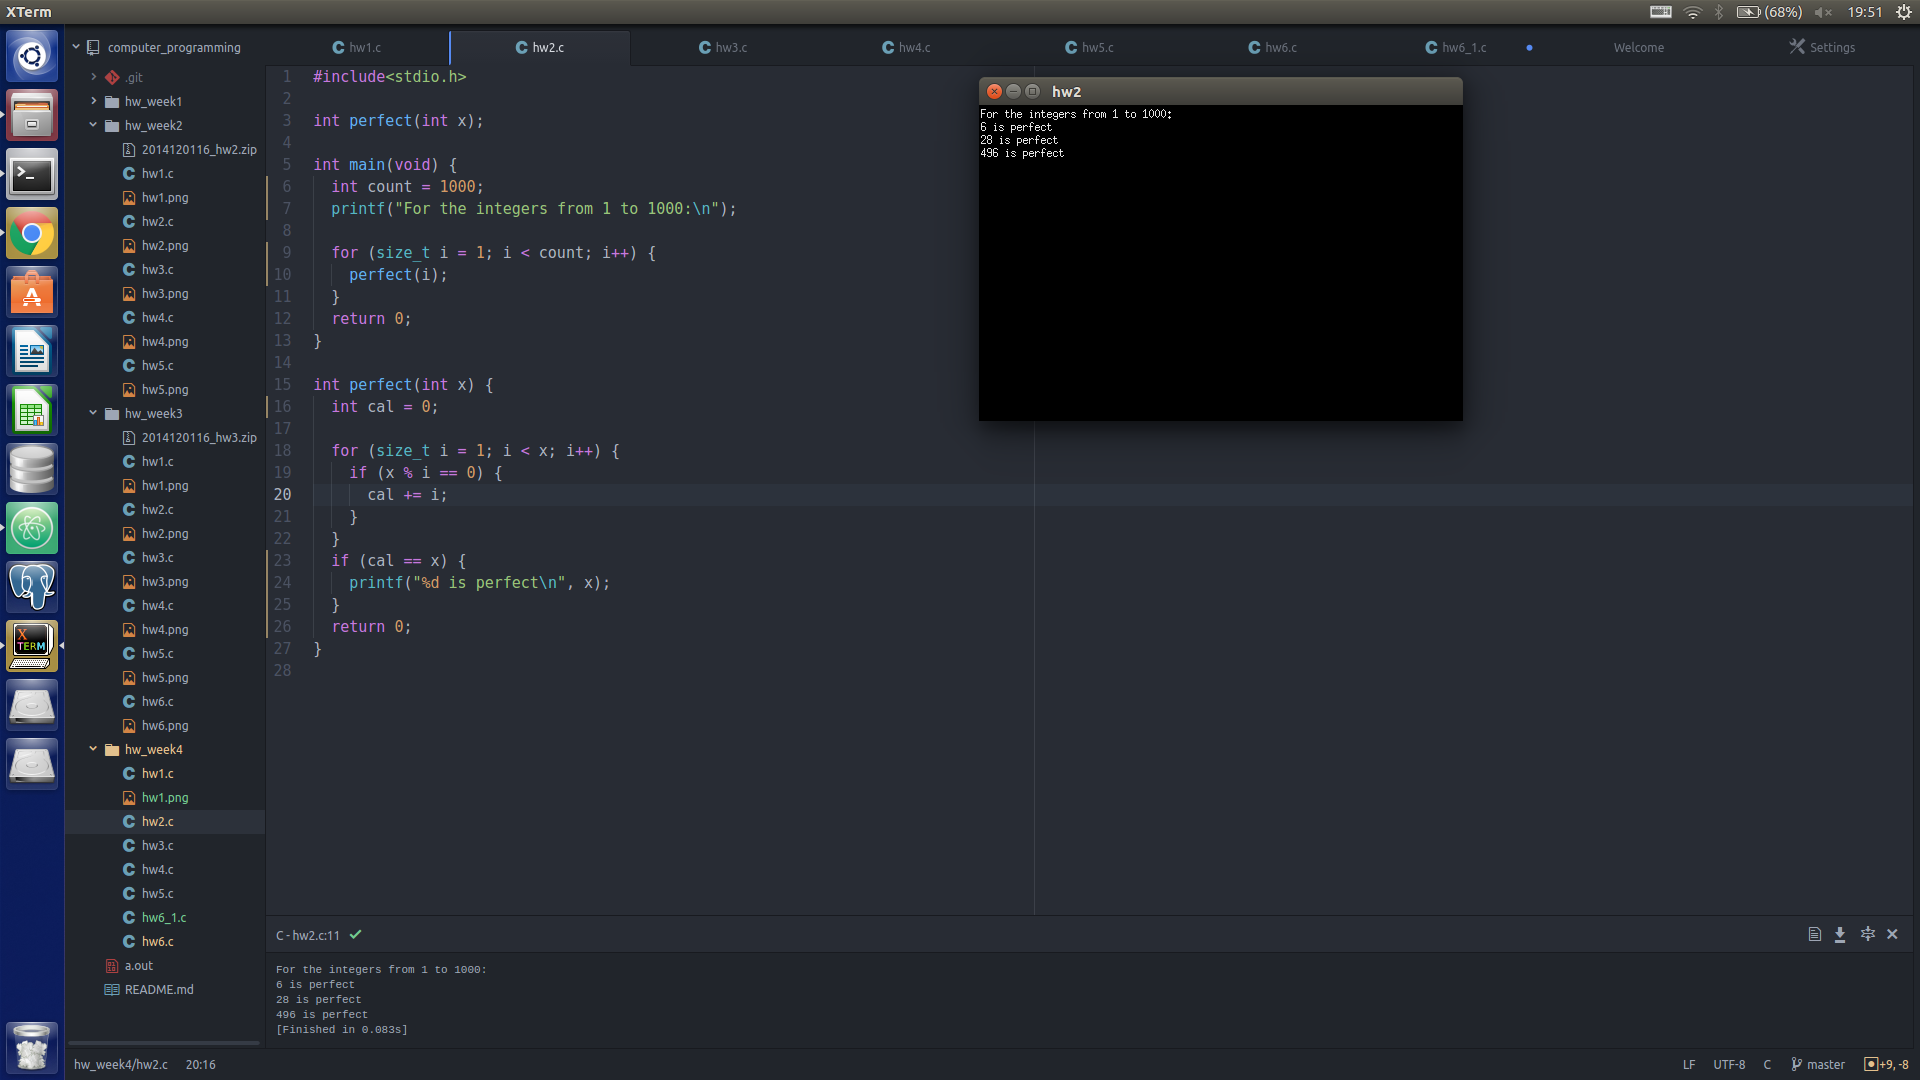 XTerm
(68%)
19:51
computer_programming
.git
hw_week1
hw_week2
2014120116_hw2.zip
hw1.c
hw1.png
hw2.c
hw2.png
hw3.c
hw3.png
hw4.c
hw4.png
hw5.c
hw5.png
hw_week3
2014120116_hw3.zip
hw1.c
hw1.png
hw2.c
hw2.png
hw3.c
hw3.png
hw4.c
hw4.png
hw5.c
hw5.png
hw6.c
hw6.png
hw_week4
hw1.c
hw1.png
hw2.c
hw3.c
hw4.c
hw5.c
hw6_1.c
hw6.c
a.out
README.md
hw1.c
hw2.c
hw3.c
hw4.c
hw5.c
hw6.c
hw6_1.c
Welcome
Settings
1 #include<stdio.h>
2
3 int perfect(int x);
4
5 int main(void) {
6 int count = 1000;
7 printf("For the integers from 1 to 1000:\n");
8
9 for (size_t i = 1; i < count; i++) {
10 perfect(i);
11 }
12 return 0;
13 }
14
15 int perfect(int x) {
16 int cal = 0;
17
18 for (size_t i = 1; i < x; i++) {
19 if (x % i == 0) {
20 cal += i;
21 }
22 }
23 if (cal == x) {
24 printf("%d is perfect\n", x);
25 }
26 return 0;
27 }
28
hw2
For the integers from 1 to 1000:
6 is perfect
28 is perfect
496 is perfect
X
TERM
C - hw2.c:11
For the integers from 1 to 1000:
6 is perfect
28 is perfect
496 is perfect
[Finished in 0.083s]
hw_week4/hw2.c 20:16
LF UTF-8 C master +9, -8